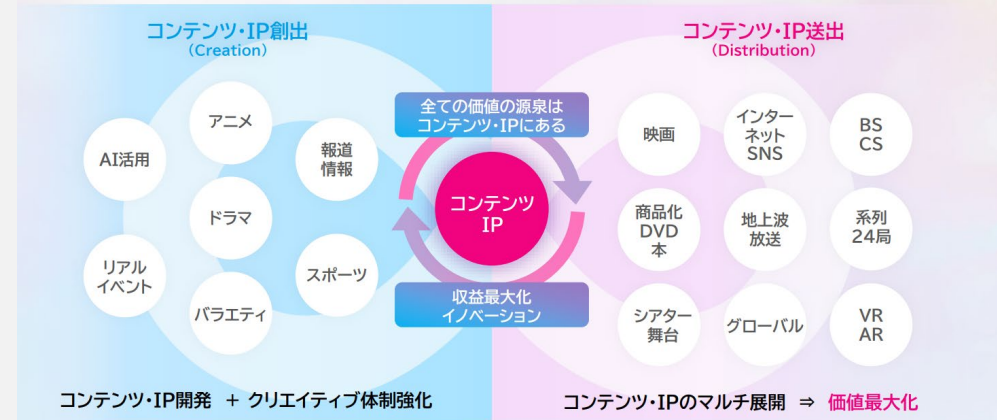 コンテンツ・IP創出
(Creation)
アニメ
AI活用
報道
情報
ドラマ
リアル
イベント
スポーツ
バラエティ
コンテンツ・IP開発 + クリエイティブ体制強化
全ての価値の源泉は
コンテンツ・IPにある
コンテンツ
IP
収益最大化
イノベーション
コンテンツ・IP送出
(Distribution)
映画
インター
ネット
SNS
BS
CS
商品化
DVD
本
地上波
放送
系列
24局
シアター
舞台
グローバル
VR
AR
コンテンツ・IPのマルチ展開 ⇒ 価値最大化